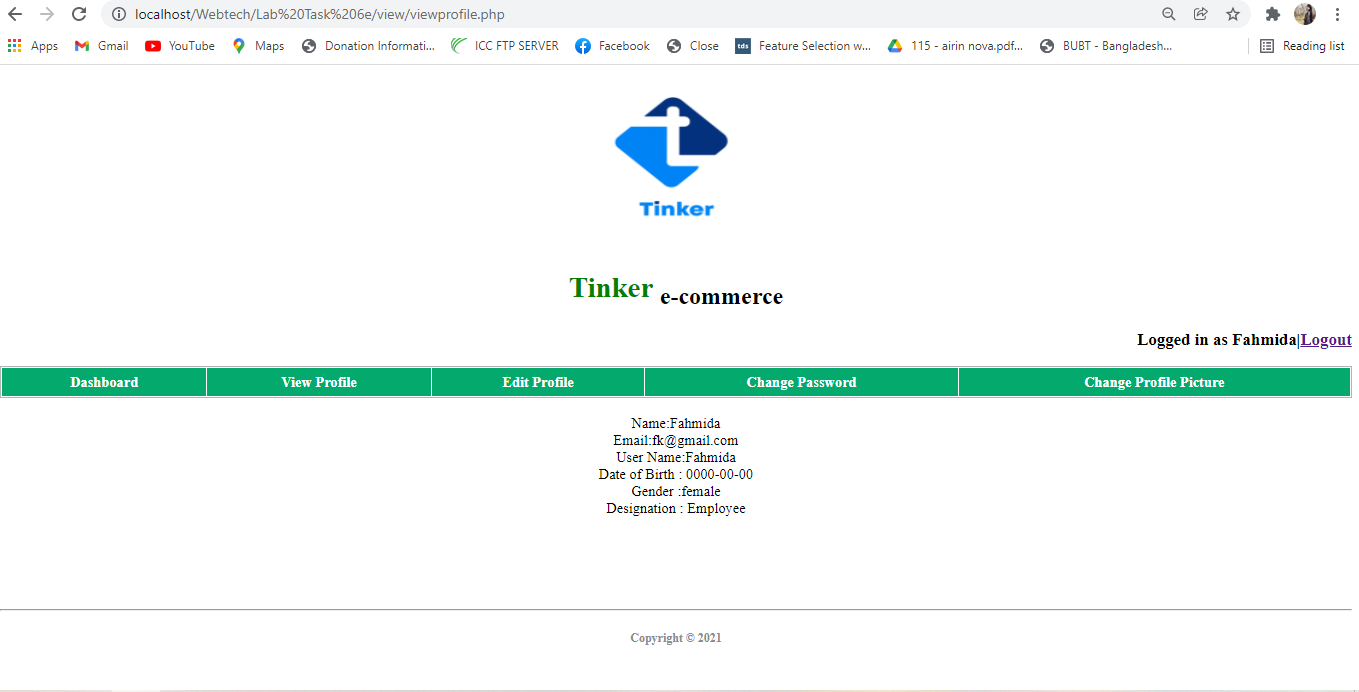 localhost/Webtech/Lab%20Task%206e/view/viewprofile.php
Apps Gmail YouTube Maps Donation Informati... ICC FTP SERVER Facebook Close tds Feature Selection w... 115 - airin nova.pdf... BUBT - Bangladesh... Reading list
t
Tinker
Tinker e-commerce
Logged in as Fahmida|Logout
Dashboard View Profile Edit Profile Change Password Change Profile Picture
Name:Fahmida
Email:fk@gmail.com
User Name:Fahmida
Date of Birth : 0000-00-00
Gender :female
Designation : Employee
Copyright © 2021